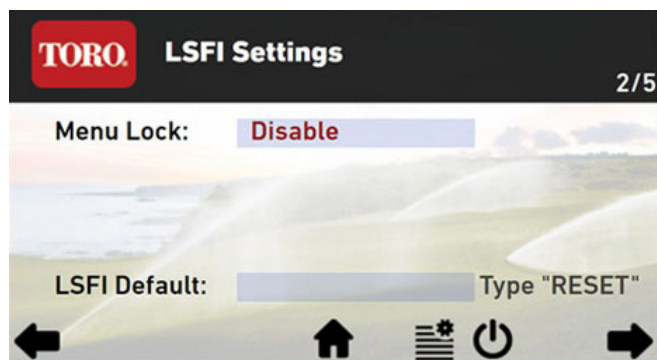 TORO.
LSFI Settings
2/5
Menu Lock: Disable
LSFI Default: Type "RESET"